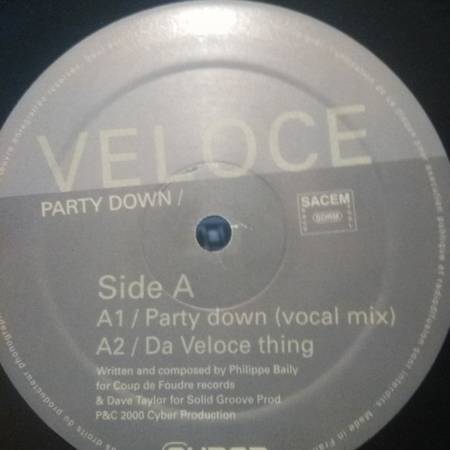 VELOCE
PARTY DOWN /
SACEM
SDRM
Side A
A1 / Party down (vocal mix)
A2 / Da Veloce thing
Written and composed by Philippe Baily
for Coup de Foudre records
& Dave Taylor for Solid Groove Prod.
P&C 2000 Cyber Production